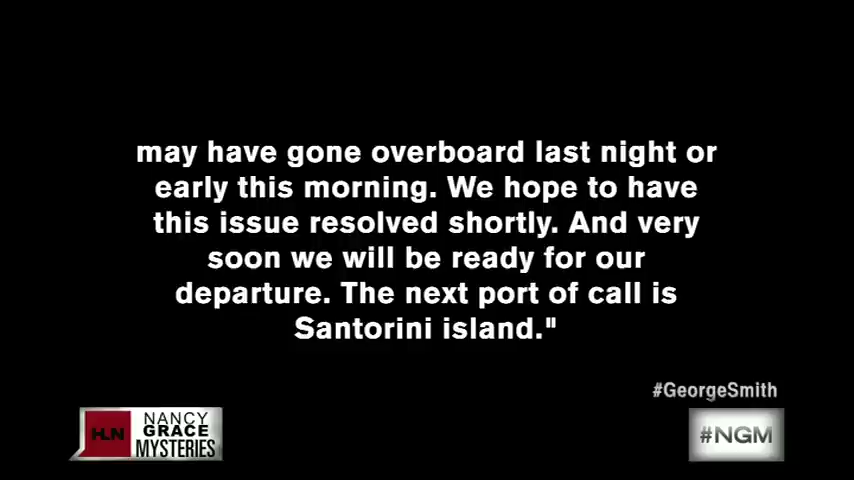 may have gone overboard last night or
early this morning. We hope to have
this issue resolved shortly. And very
soon we will be ready for our
departure. The next port of call is
Santorini island."
#GeorgeSmith
HLN
NANCY
GRACE
MYSTERIES
#NGM